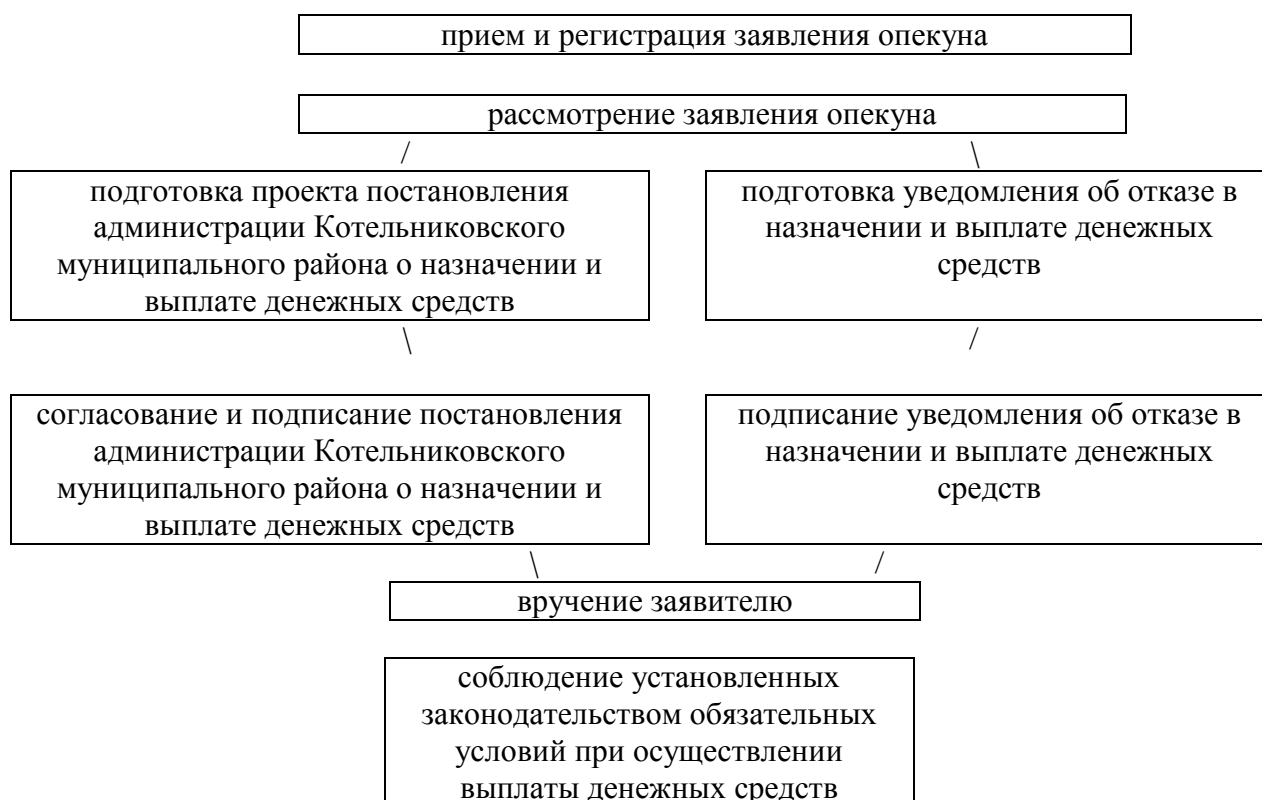 прием и регистрация заявления опекуна
рассмотрение заявления опекуна
подготовка проекта постановления
администрации Котельниковского
муниципального района о назначении и
выплате денежных средств
подготовка уведомления об отказе в
назначении и выплате денежных
средств
согласование и подписание постановления
администрации Котельниковского
муниципального района о назначении и
выплате денежных средств
подписание уведомления об отказе в
назначении и выплате денежных
средств
вручение заявителю
соблюдение установленных
законодательством обязательных
условий при осуществлении
выплаты денежных средств